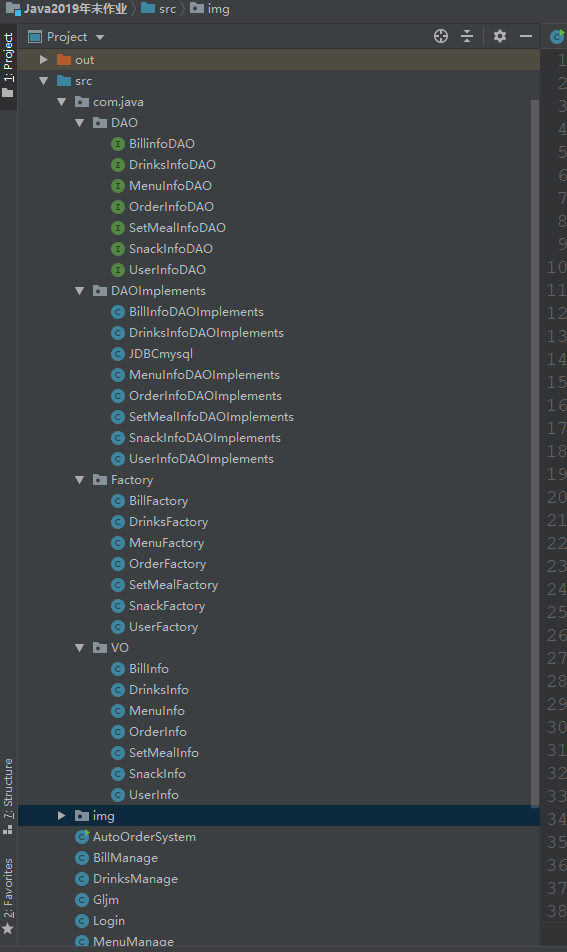 Java2019年末作业 src img
Project
1: Project
out
src
com.java
DAO
BillinfoDAO
DrinksInfoDAO
MenuInfoDAO
OrderInfoDAO
SetMealInfoDAO
SnackInfoDAO
UserInfoDAO
DAOImplements
BillInfoDAOImplements
DrinksInfoDAOImplements
JDBCmysql
MenuInfoDAOImplements
OrderInfoDAOImplements
SetMealInfoDAOImplements
SnackInfoDAOImplements
UserInfoDAOImplements
Factory
BillFactory
DrinksFactory
MenuFactory
OrderFactory
SetMealFactory
SnackFactory
UserFactory
VO
BillInfo
DrinksInfo
MenuInfo
OrderInfo
SetMealInfo
SnackInfo
UserInfo
img
AutoOrderSystem
BillManage
DrinksManage
Gljm
Login
MenuManage
7: Structure
2: Favorites
1
2
3
4
5
6
7
8
9
10
11
12
13
14
15
16
17
18
19
20
21
22
23
24
25
26
27
28
29
30
31
32
33
34
35
36
37
38